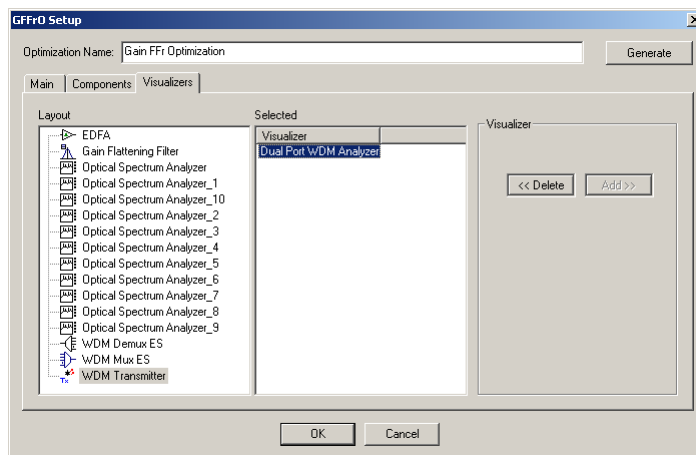 GFFrO Setup
Optimization Name: Gain FFr Optimization Generate
Main Components Visualizers
Layout Selected Visualizer
EDFA
Gain Flattening Filter
Optical Spectrum Analyzer
Optical Spectrum Analyzer_1
Optical Spectrum Analyzer_10
Optical Spectrum Analyzer_2
Optical Spectrum Analyzer_3
Optical Spectrum Analyzer_4
Optical Spectrum Analyzer_5
Optical Spectrum Analyzer_6
Optical Spectrum Analyzer_7
Optical Spectrum Analyzer_8
Optical Spectrum Analyzer_9
WDM Demux ES
WDM Mux ES
Tx WDM Transmitter
Visualizer
Dual Port WDM Analyzer
<< Delete Add >>
OK Cancel